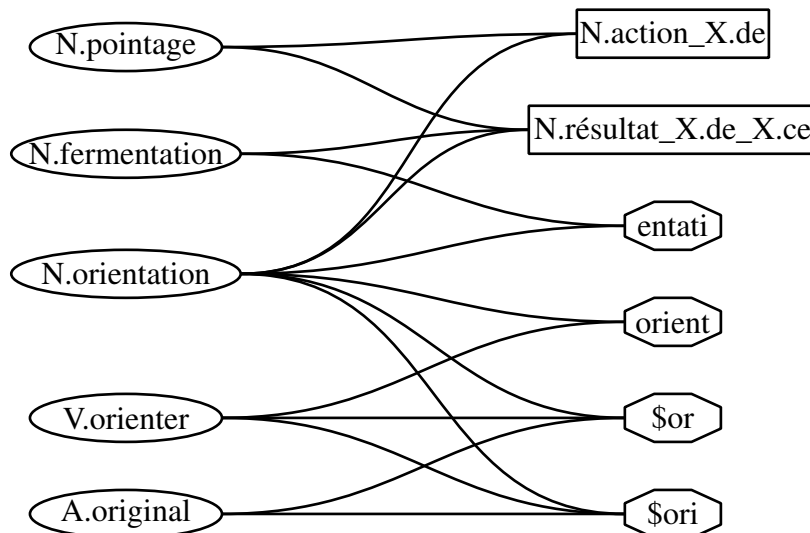 N.pointage
N.action_X.de
N.résultat_X.de_X.ce
N.fermentation
entati
N.orientation
orient
V.orienter
$or
A.original
$ori